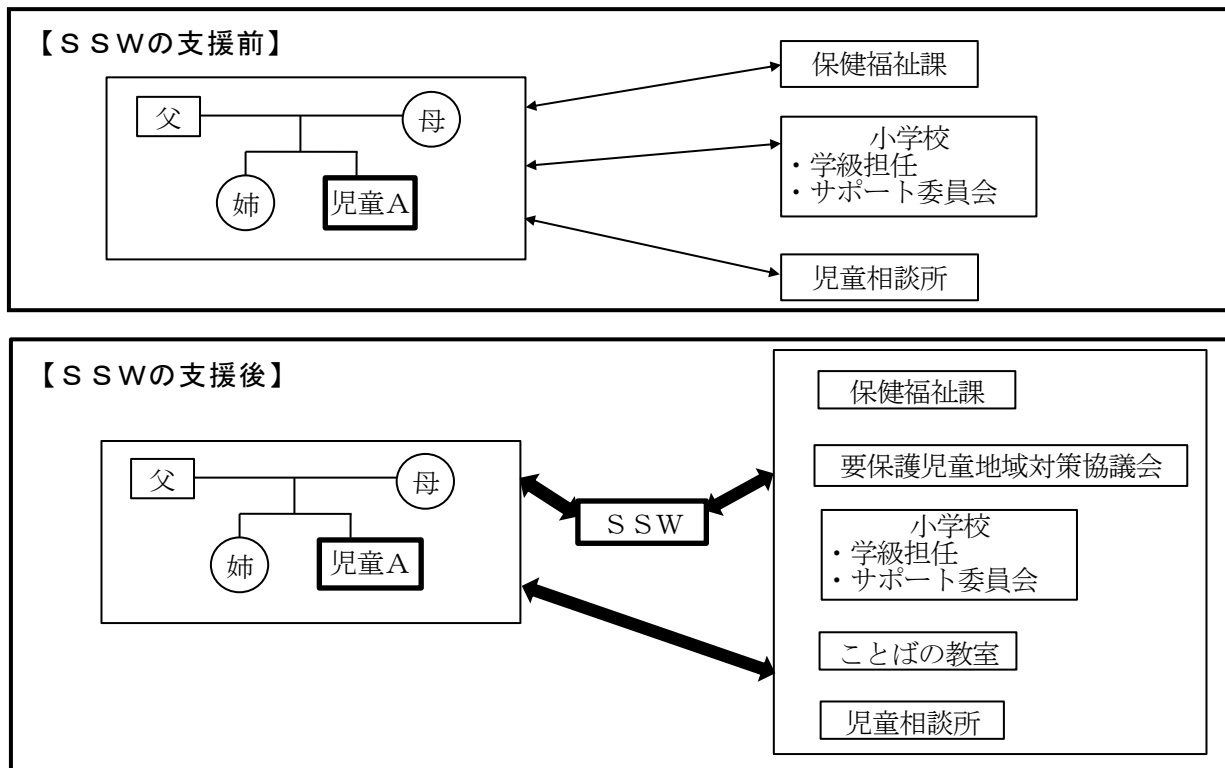 【ＳＳＷの支援前】
父
母
姉
児童Ａ
保健福祉課
小学校
・学級担任
・サポート委員会
児童相談所
【ＳＳＷの支援後】
父
母
姉
児童Ａ
ＳＳＷ
保健福祉課
要保護児童地域対策協議会
小学校
・学級担任
・サポート委員会
ことばの教室
児童相談所